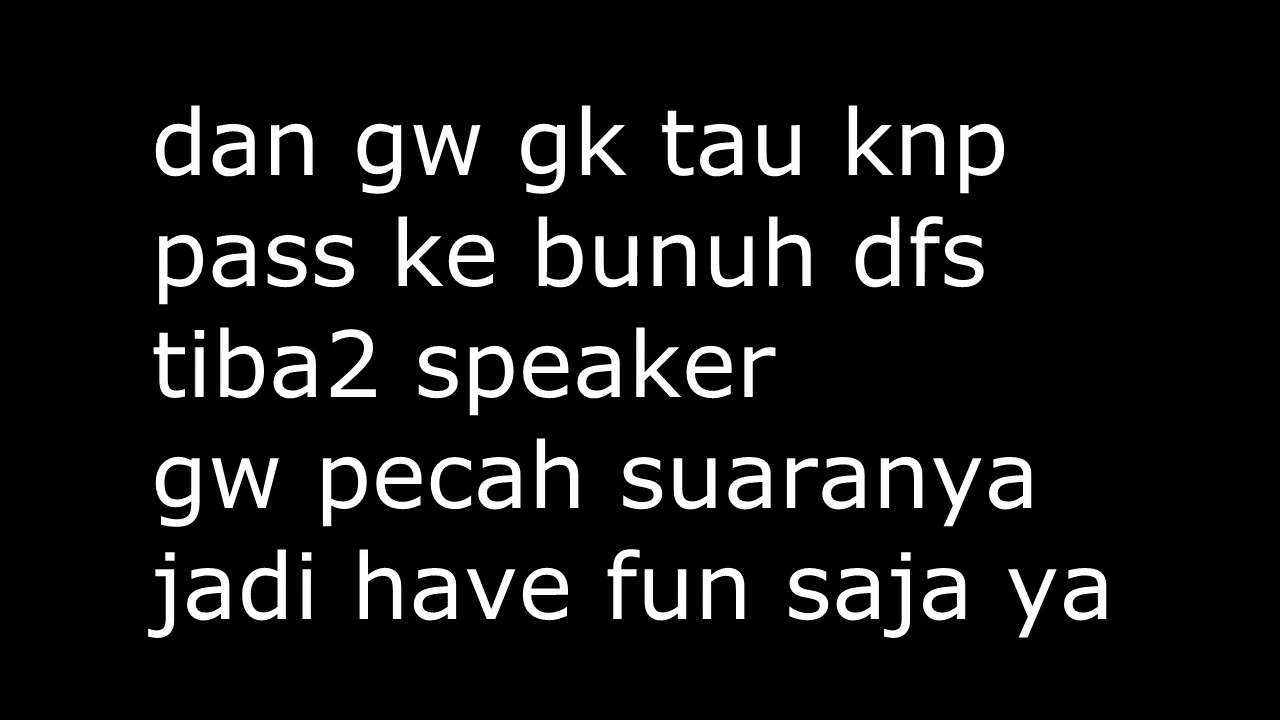 dan gw gk tau knp
pass ke bunuh dfs
tiba2 speaker
gw pecah suaranya
jadi have fun saja ya